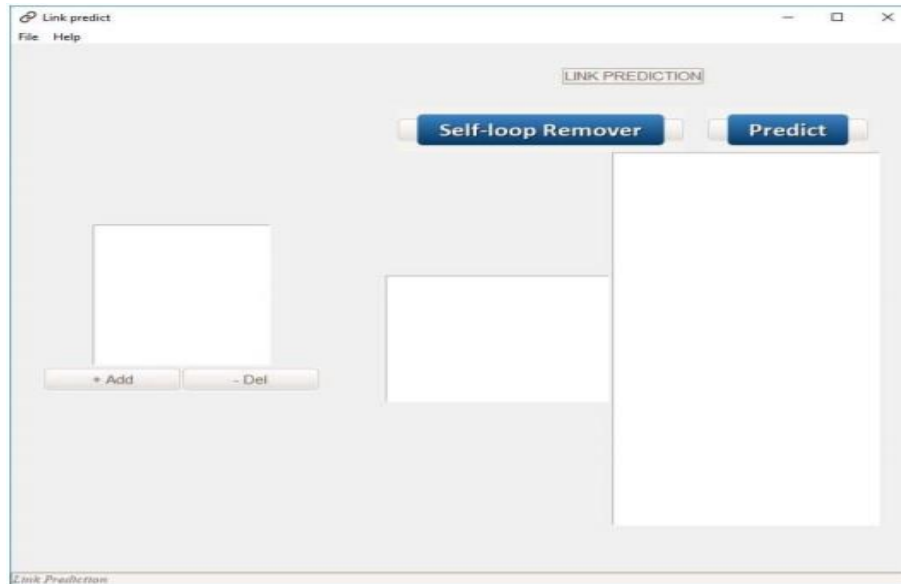 Link predict
File Help
LINK PREDICTION
Self-loop Remover Predict
+ Add - Del
Link Prediction